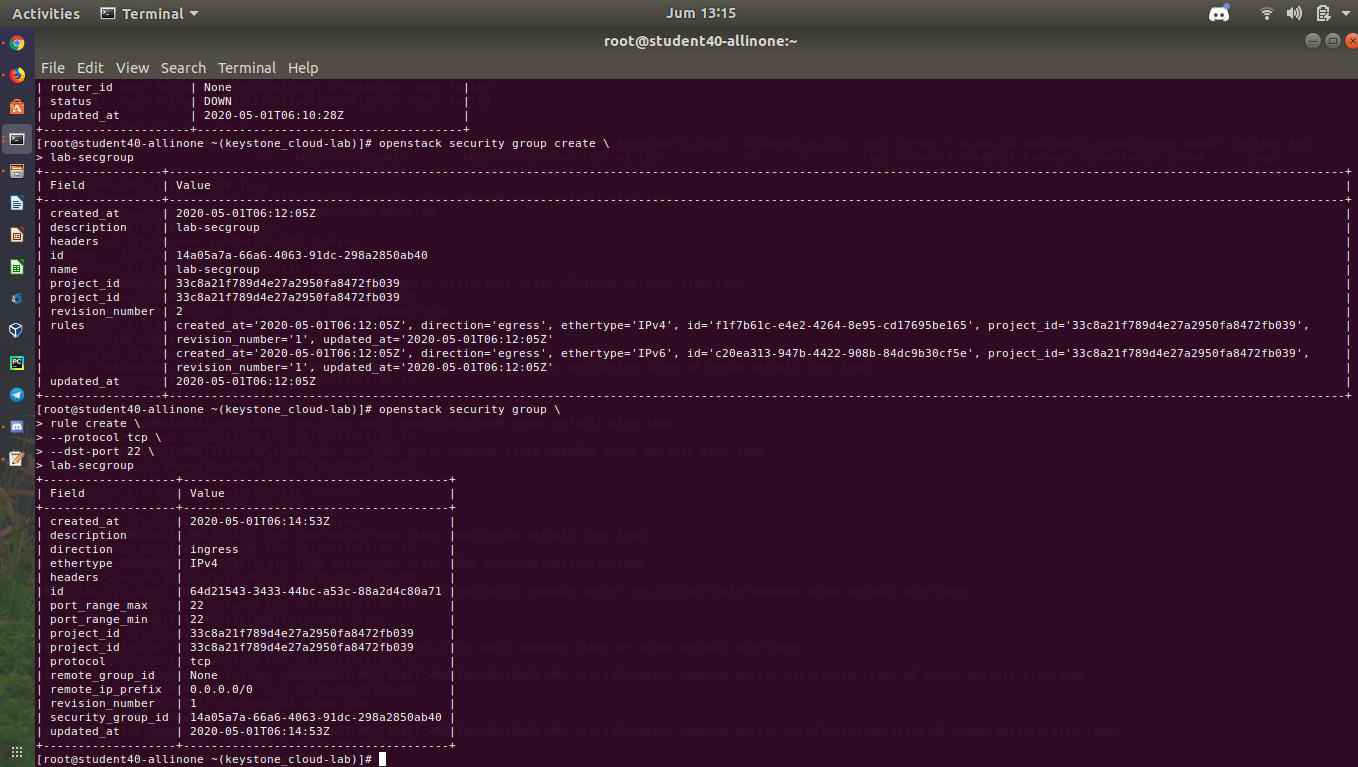 Activities Terminal Jum 13:15
root@student40-allinone:~
File Edit View Search Terminal Help
| router_id | None |
| status | DOWN |
| updated_at | 2020-05-01T06:10:28Z |
+---------------------+--------------------------------------+
[root@student40-allinone ~(keystone_cloud-lab)]# openstack security group create \
> lab-secgroup
| Field | Value |
| created_at | 2020-05-01T06:12:05Z |
| description | lab-secgroup |
| headers | |
| id | 14a05a7a-66a6-4063-91dc-298a2850ab40 |
| name | lab-secgroup |
| project_id | 33c8a21f789d4e27a2950fa8472fb039 |
| project_id | 33c8a21f789d4e27a2950fa8472fb039 |
| revision_number | 2 |
| rules | created_at='2020-05-01T06:12:05Z', direction='egress', ethertype='IPv4', id='f1f7b61c-e4e2-4264-8e95-cd17695be165', project_id='33c8a21f789d4e27a2950fa8472fb039', |
| | revision_number='1', updated_at='2020-05-01T06:12:05Z' |
| | created_at='2020-05-01T06:12:05Z', direction='egress', ethertype='IPv6', id='c20ea313-947b-4422-908b-84dc9b30cf5e', project_id='33c8a21f789d4e27a2950fa8472fb039', |
| | revision_number='1', updated_at='2020-05-01T06:12:05Z' |
| updated_at | 2020-05-01T06:12:05Z |
[root@student40-allinone ~(keystone_cloud-lab)]# openstack security group \
> rule create \
> --protocol tcp \
> --dst-port 22 \
> lab-secgroup
+-------------------+--------------------------------------+
| Field | Value |
+-------------------+--------------------------------------+
| created_at | 2020-05-01T06:14:53Z |
| description | |
| direction | ingress |
| ethertype | IPv4 |
| headers | |
| id | 64d21543-3433-44bc-a53c-88a2d4c80a71 |
| port_range_max | 22 |
| port_range_min | 22 |
| project_id | 33c8a21f789d4e27a2950fa8472fb039 |
| project_id | 33c8a21f789d4e27a2950fa8472fb039 |
| protocol | tcp |
| remote_group_id | None |
| remote_ip_prefix | 0.0.0.0/0 |
| revision_number | 1 |
| security_group_id | 14a05a7a-66a6-4063-91dc-298a2850ab40 |
| updated_at | 2020-05-01T06:14:53Z |
+-------------------+--------------------------------------+
[root@student40-allinone ~(keystone_cloud-lab)]#